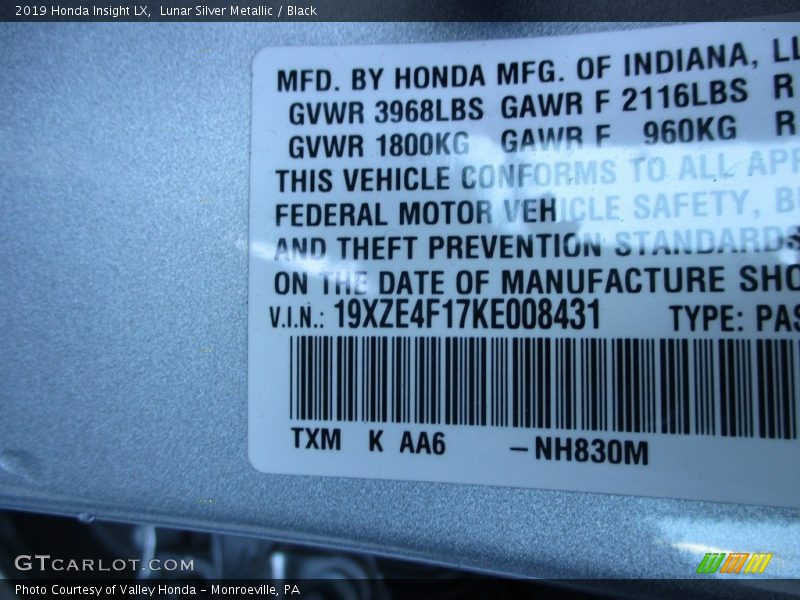 2019 Honda Insight LX,  Lunar Silver Metallic / Black
MFD. BY HONDA MFG. OF INDIANA, LL
GVWR 3968LBS GAWR F 2116LBS R
GVWR 1800KG GAWR F 960KG R
THIS VEHICLE CONFORMS TO ALL APP
FEDERAL MOTOR VEHICLE SAFETY, B
AND THEFT PREVENTION STANDARDS
ON THE DATE OF MANUFACTURE SHO
V.I.N.: 19XZE4F17KE008431 TYPE: PAS
TXM K AA6 –NH830M
GTCARLOT.COM
Photo Courtesy of Valley Honda – Monroeville, PA